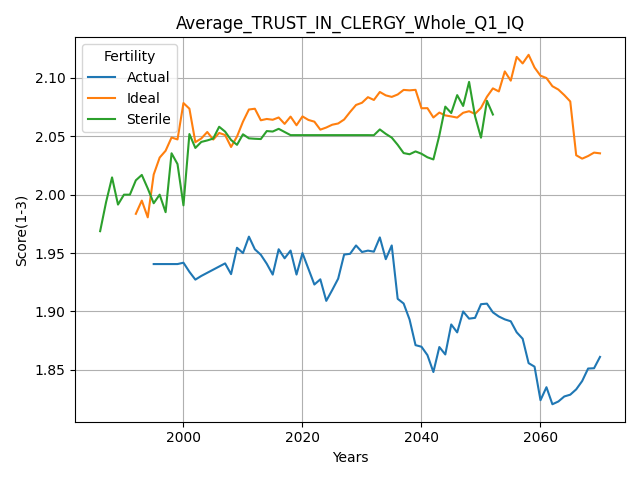 Average_TRUST_IN_CLERGY_Whole_Q1_IQ
Fertility
Actual
Ideal
Sterile
Score(1-3)
2.10
2.05
2.00
1.95
1.90
1.85
2000
2020
2040
2060
Years